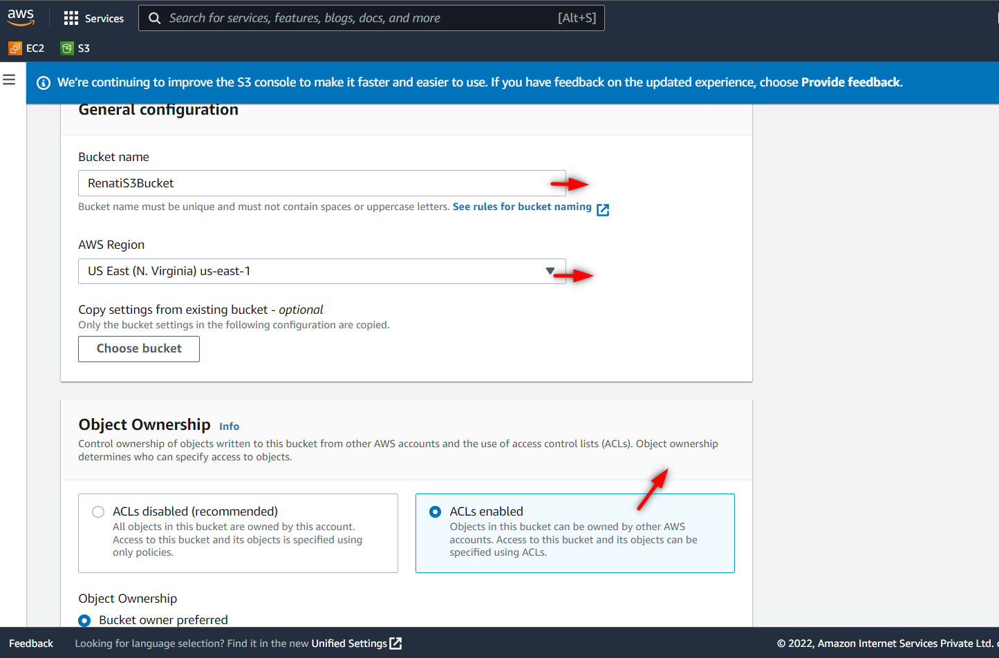 aws
Services
Search for services, features, blogs, docs, and more [Alt+S]
EC2 S3
We're continuing to improve the S3 console to make it faster and easier to use. If you have feedback on the updated experience, choose Provide feedback.
General configuration
Bucket name
RenatiS3Bucket
Bucket name must be unique and must not contain spaces or uppercase letters. See rules for bucket naming
AWS Region
US East (N. Virginia) us-east-1
Copy settings from existing bucket - optional
Only the bucket settings in the following configuration are copied.
Choose bucket
Object Ownership Info
Control ownership of objects written to this bucket from other AWS accounts and the use of access control lists (ACLs). Object ownership
determines who can specify access to objects.
ACLs disabled (recommended)
All objects in this bucket are owned by this account.
Access to this bucket and its objects is specified using
only policies.
ACLs enabled
Objects in this bucket can be owned by other AWS
accounts. Access to this bucket and its objects can be
specified using ACLs.
Object Ownership
Bucket owner preferred
Feedback Looking for language selection? Find it in the new Unified Settings © 2022, Amazon Internet Services Private Ltd.